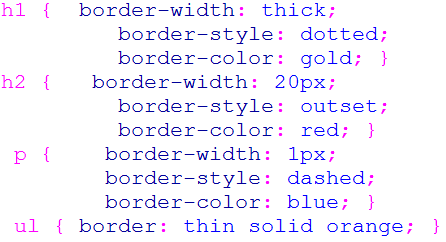 h1 {  border-width: thick;
border-style: dotted;
border-color: gold; }
h2 {   border-width: 20px;
border-style: outset;
border-color: red; }
p {    border-width: 1px;
border-style: dashed;
border-color: blue; }
ul { border: thin solid orange; }